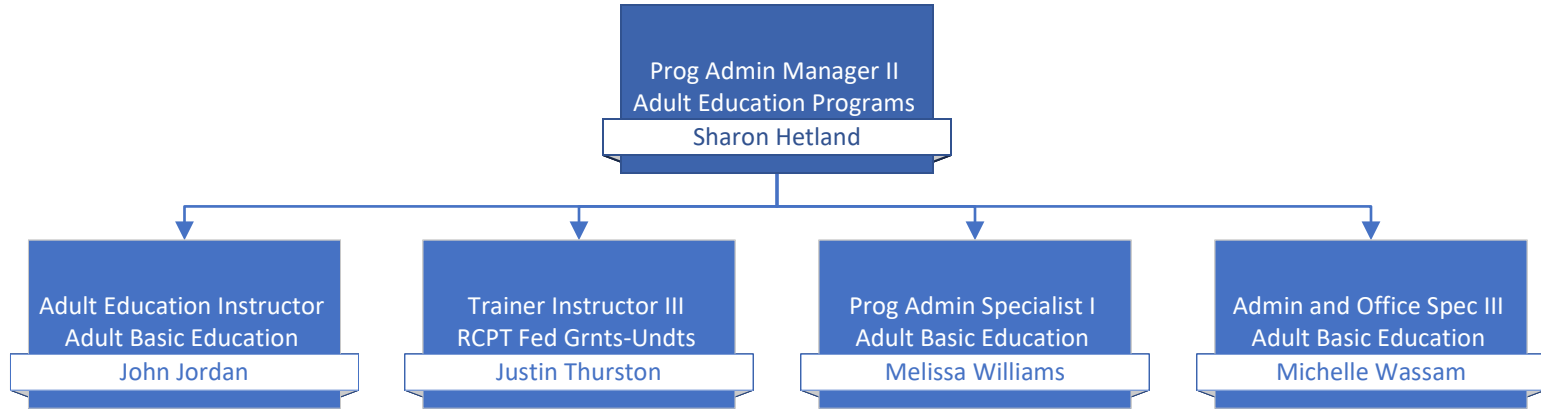 Prog Admin Manager II
Adult Education Programs
Sharon Hetland
Adult Education Instructor
Adult Basic Education
John Jordan
Trainer Instructor III
RCPT Fed Grnts-Undts
Justin Thurston
Prog Admin Specialist I
Adult Basic Education
Melissa Williams
Admin and Office Spec III
Adult Basic Education
Michelle Wassam